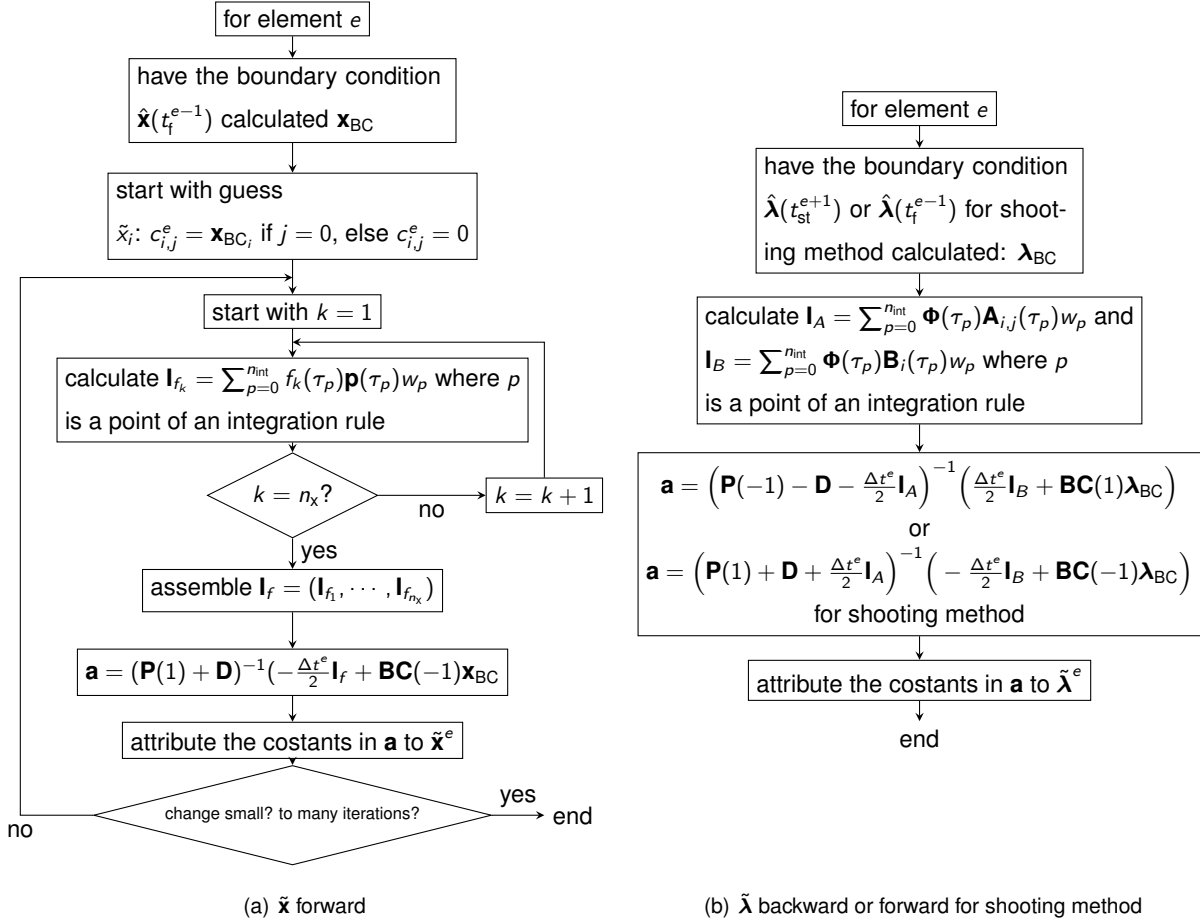 for element e
have the boundary condition
x̂(t_f^{e−1}) calculated x_BC
start with guess
x̃_i: c_{i,j}^e = x_{BC_i} if j = 0, else c_{i,j}^e = 0
start with k = 1
calculate I_{f_k} = ∑_{p=0}^{n_int} f_k(τ_p)p(τ_p)w_p where p
is a point of an integration rule
k = n_x?
no
k = k + 1
yes
assemble I_f = (I_{f_1}, ⋯, I_{f_{n_x}})
a = (P(1) + D)^{−1}(−\frac{Δt^e}{2}I_f + BC(−1)x_BC
attribute the costants in a to x̃^e
change small? to many iterations?
no
yes
end
(a) x̃ forward
for element e
have the boundary condition
λ̂(t_st^{e+1}) or λ̂(t_f^{e−1}) for shoot-
ing method calculated: λ_BC
calculate I_A = ∑_{p=0}^{n_int} Φ(τ_p)A_{i,j}(τ_p)w_p and
I_B = ∑_{p=0}^{n_int} Φ(τ_p)B_i(τ_p)w_p where p
is a point of an integration rule
a = (P(−1) − D − \frac{Δt^e}{2}I_A)^{−1}(\frac{Δt^e}{2}I_B + BC(1)λ_BC)
or
a = (P(1) + D + \frac{Δt^e}{2}I_A)^{−1}(−\frac{Δt^e}{2}I_B + BC(−1)λ_BC)
for shooting method
attribute the costants in a to λ̃^e
end
(b) λ̃ backward or forward for shooting method